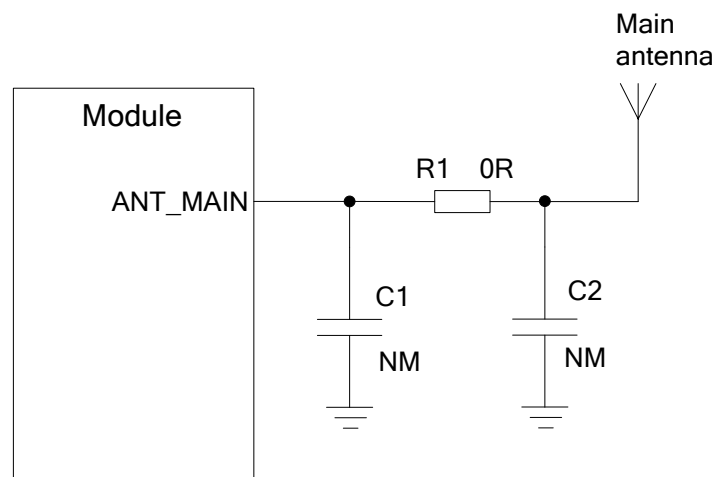 Main
antenna
Module
R1 0R
ANT_MAIN
C1
C2
NM
NM